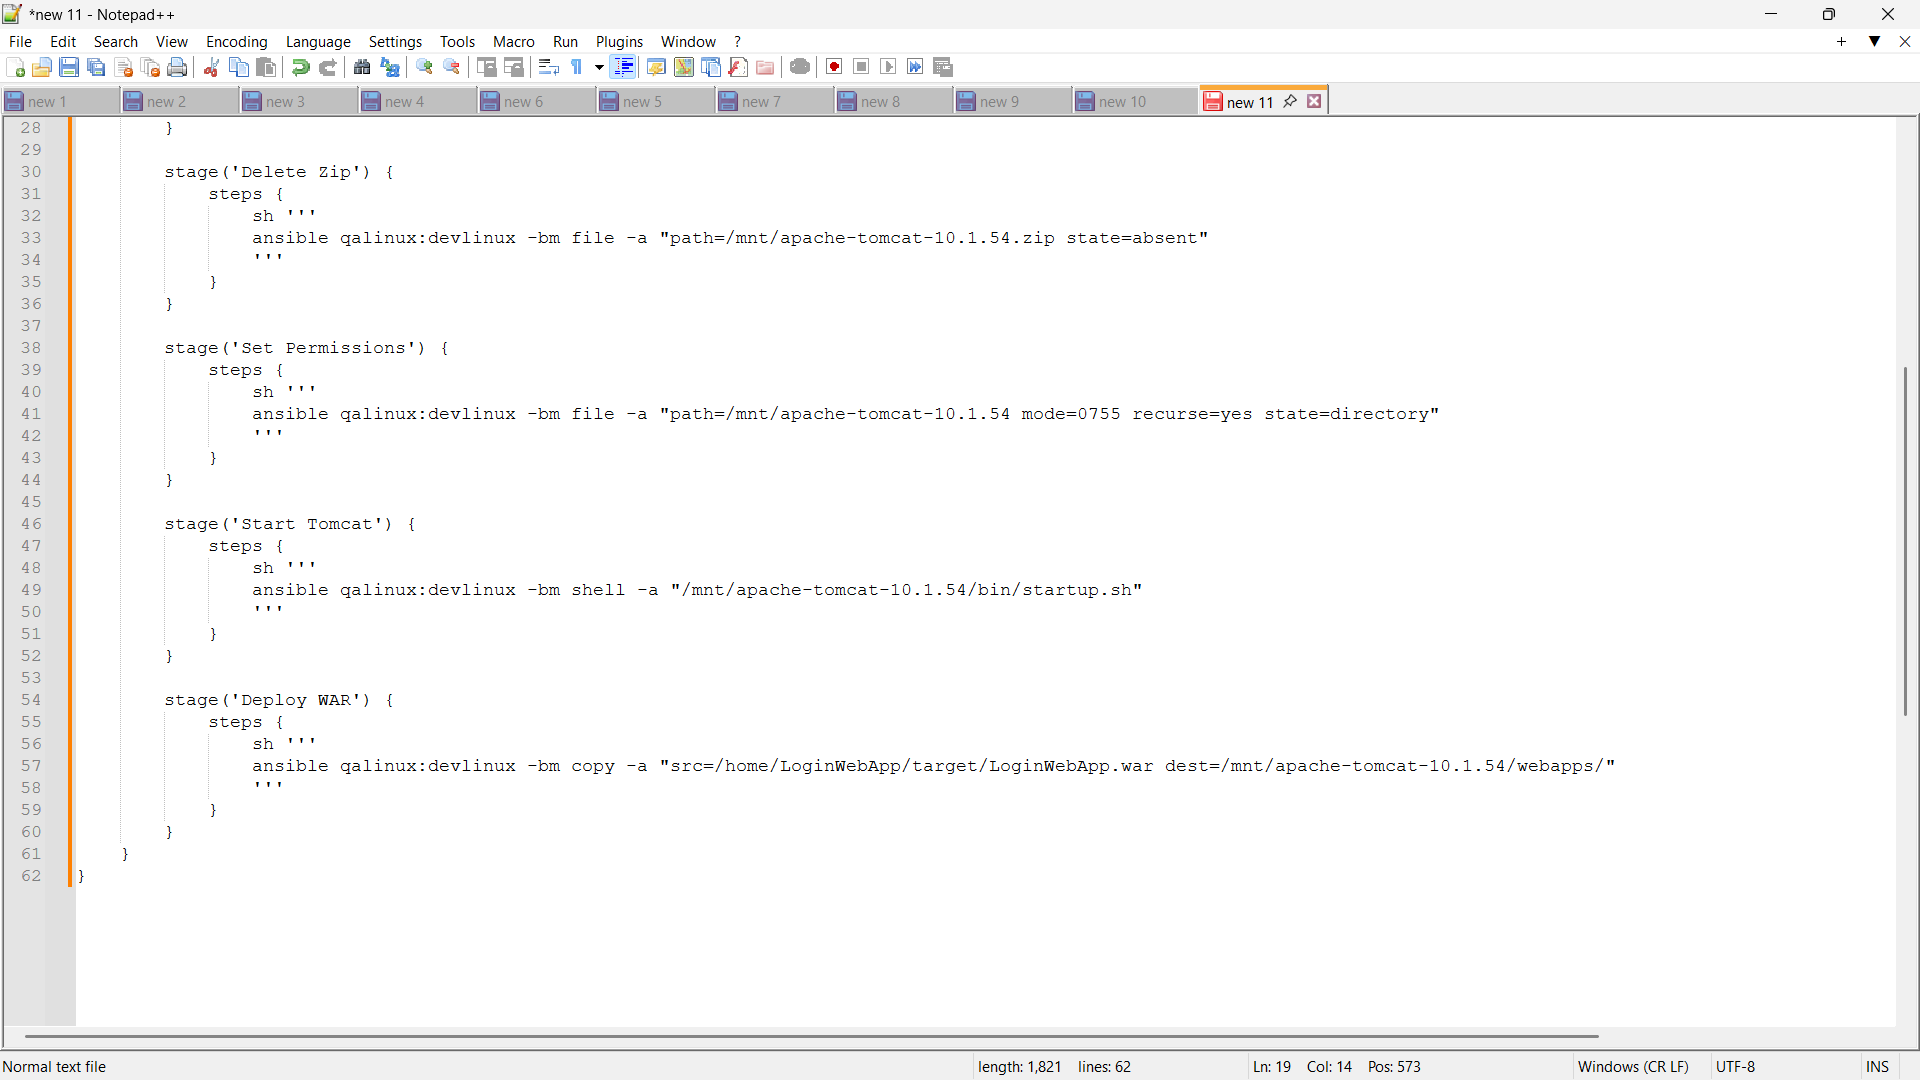 *new 11 - Notepad++
File Edit Search View Encoding Language Settings Tools Macro Run Plugins Window ?
new 1 new 2 new 3 new 4 new 6 new 5 new 7 new 8 new 9 new 10 new 11
28 }
29
30 stage('Delete Zip') {
31 steps {
32 sh '''
33 ansible qalinux:devlinux -bm file -a "path=/mnt/apache-tomcat-10.1.54.zip state=absent"
34 '''
35 }
36 }
37
38 stage('Set Permissions') {
39 steps {
40 sh '''
41 ansible qalinux:devlinux -bm file -a "path=/mnt/apache-tomcat-10.1.54 mode=0755 recurse=yes state=directory"
42 '''
43 }
44 }
45
46 stage('Start Tomcat') {
47 steps {
48 sh '''
49 ansible qalinux:devlinux -bm shell -a "/mnt/apache-tomcat-10.1.54/bin/startup.sh"
50 '''
51 }
52 }
53
54 stage('Deploy WAR') {
55 steps {
56 sh '''
57 ansible qalinux:devlinux -bm copy -a "src=/home/LoginWebApp/target/LoginWebApp.war dest=/mnt/apache-tomcat-10.1.54/webapps/"
58 '''
59 }
60 }
61 }
62 }
Normal text file length: 1,821 lines: 62 Ln: 19 Col: 14 Pos: 573 Windows (CR LF) UTF-8 INS